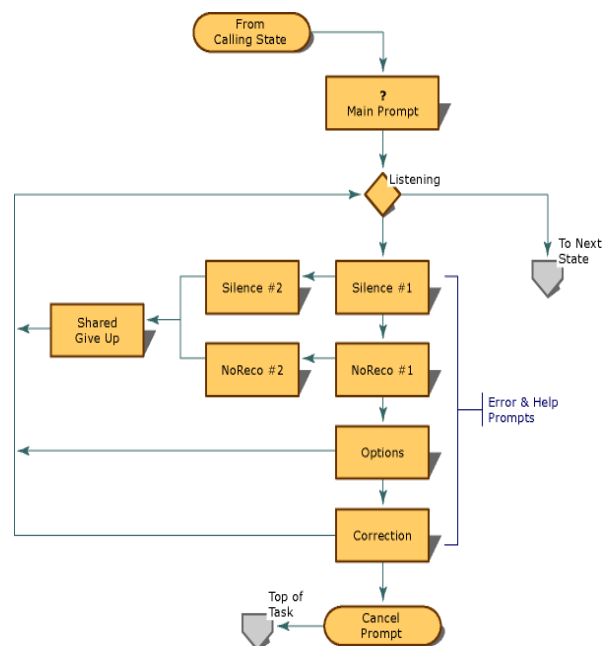 From
Calling State
?
Main Prompt
Listening
To Next
State
Silence #2
Silence #1
Shared
Give Up
NoReco #2
NoReco #1
Error & Help
Prompts
Options
Correction
Top of
Task
Cancel
Prompt